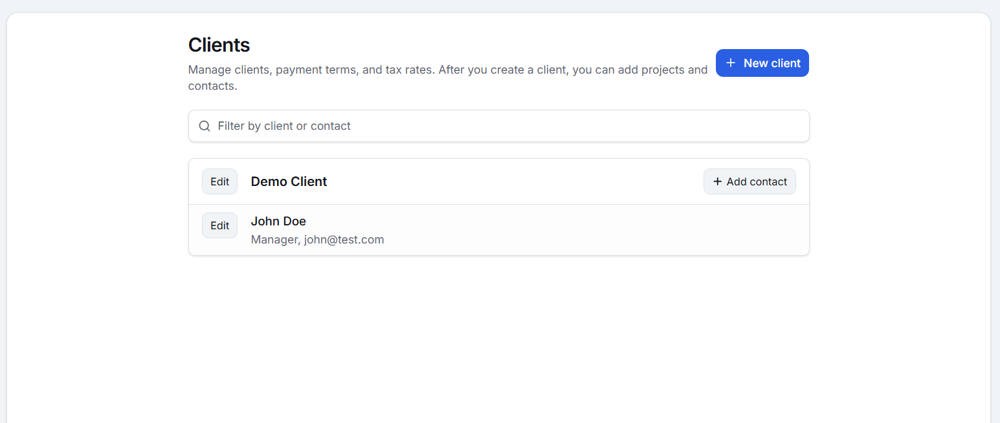 Clients
Manage clients, payment terms, and tax rates. After you create a client, you can add projects and
contacts.
New client
Filter by client or contact
Edit
Demo Client
Add contact
Edit
John Doe
Manager, john@test.com